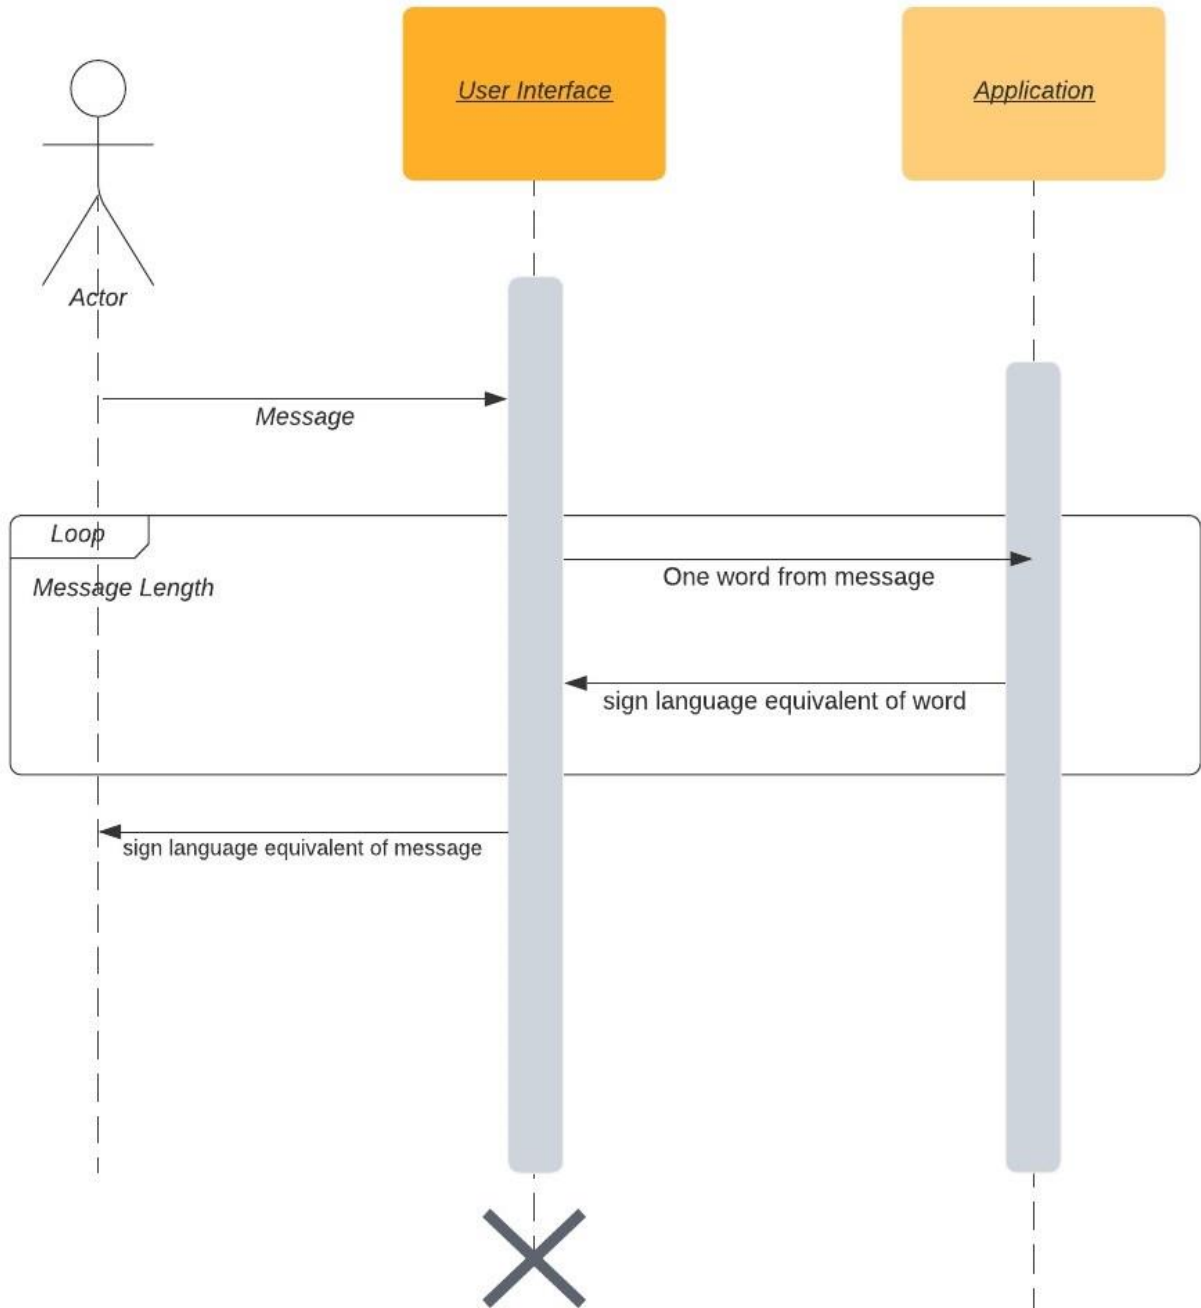 User Interface
Application
Actor
Message
Loop
One word from message
Message Length
sign language equivalent of word
sign language equivalent of message